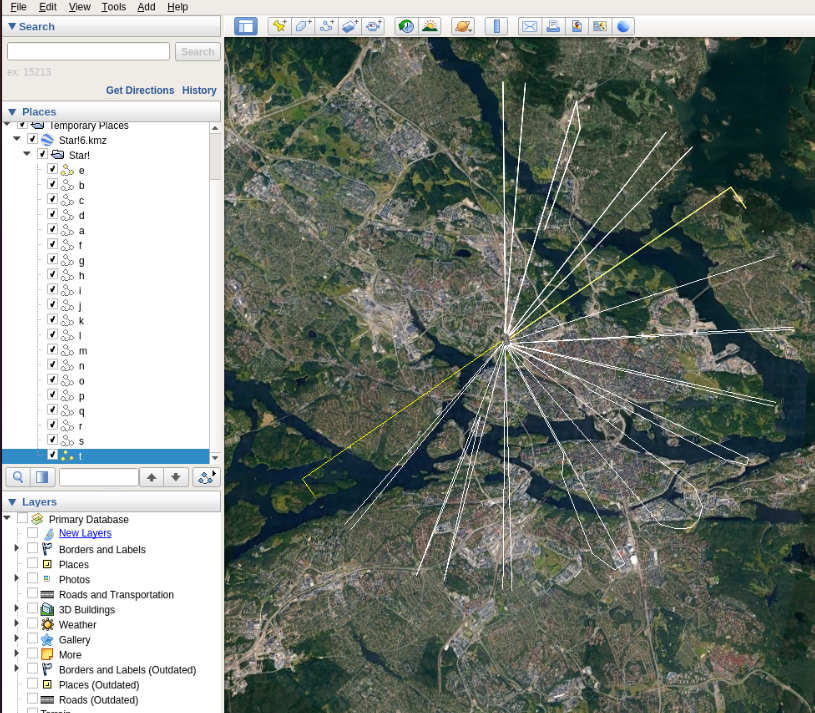 File Edit View Tools Add Help
Search
Search
ex: 15213
Get Directions History
Places
Temporary Places
Star!6.kmz
Star!
e
b
c
d
a
f
g
h
i
j
k
l
m
n
o
p
q
r
s
t
Layers
Primary Database
New Layers
Borders and Labels
Places
Photos
Roads and Transportation
3D Buildings
Weather
Gallery
More
Borders and Labels (Outdated)
Places (Outdated)
Roads (Outdated)
Terrain